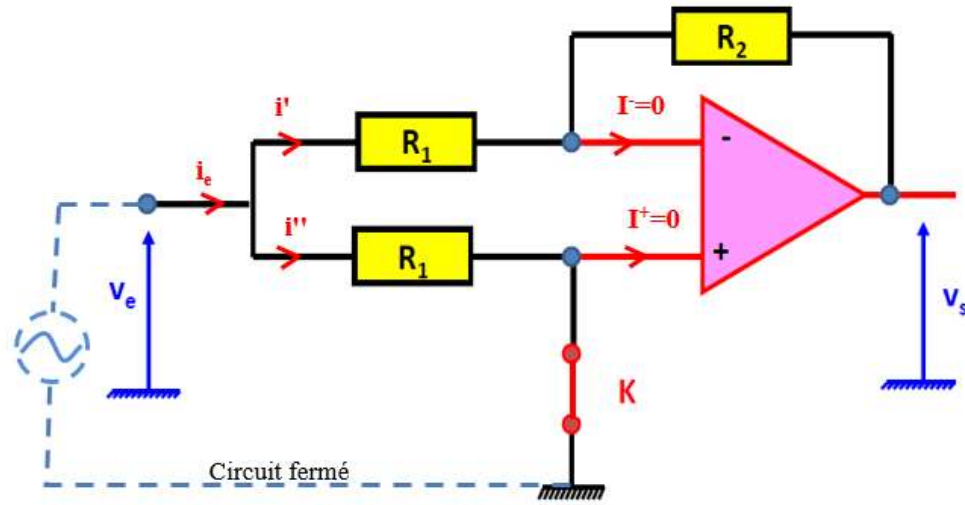 R₂
i'
I⁻=0
R₁
-
iₑ
i''
I⁺=0
R₁
+
vₑ
vₛ
K
Circuit fermé